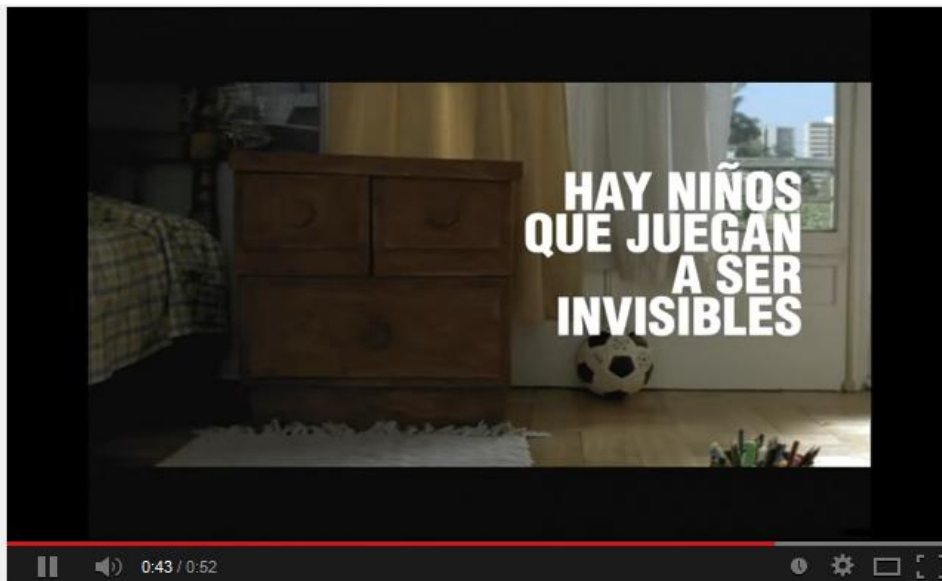 HAY NIÑOS
QUE JUEGAN
A SER
INVISIBLES
0:43 / 0:52